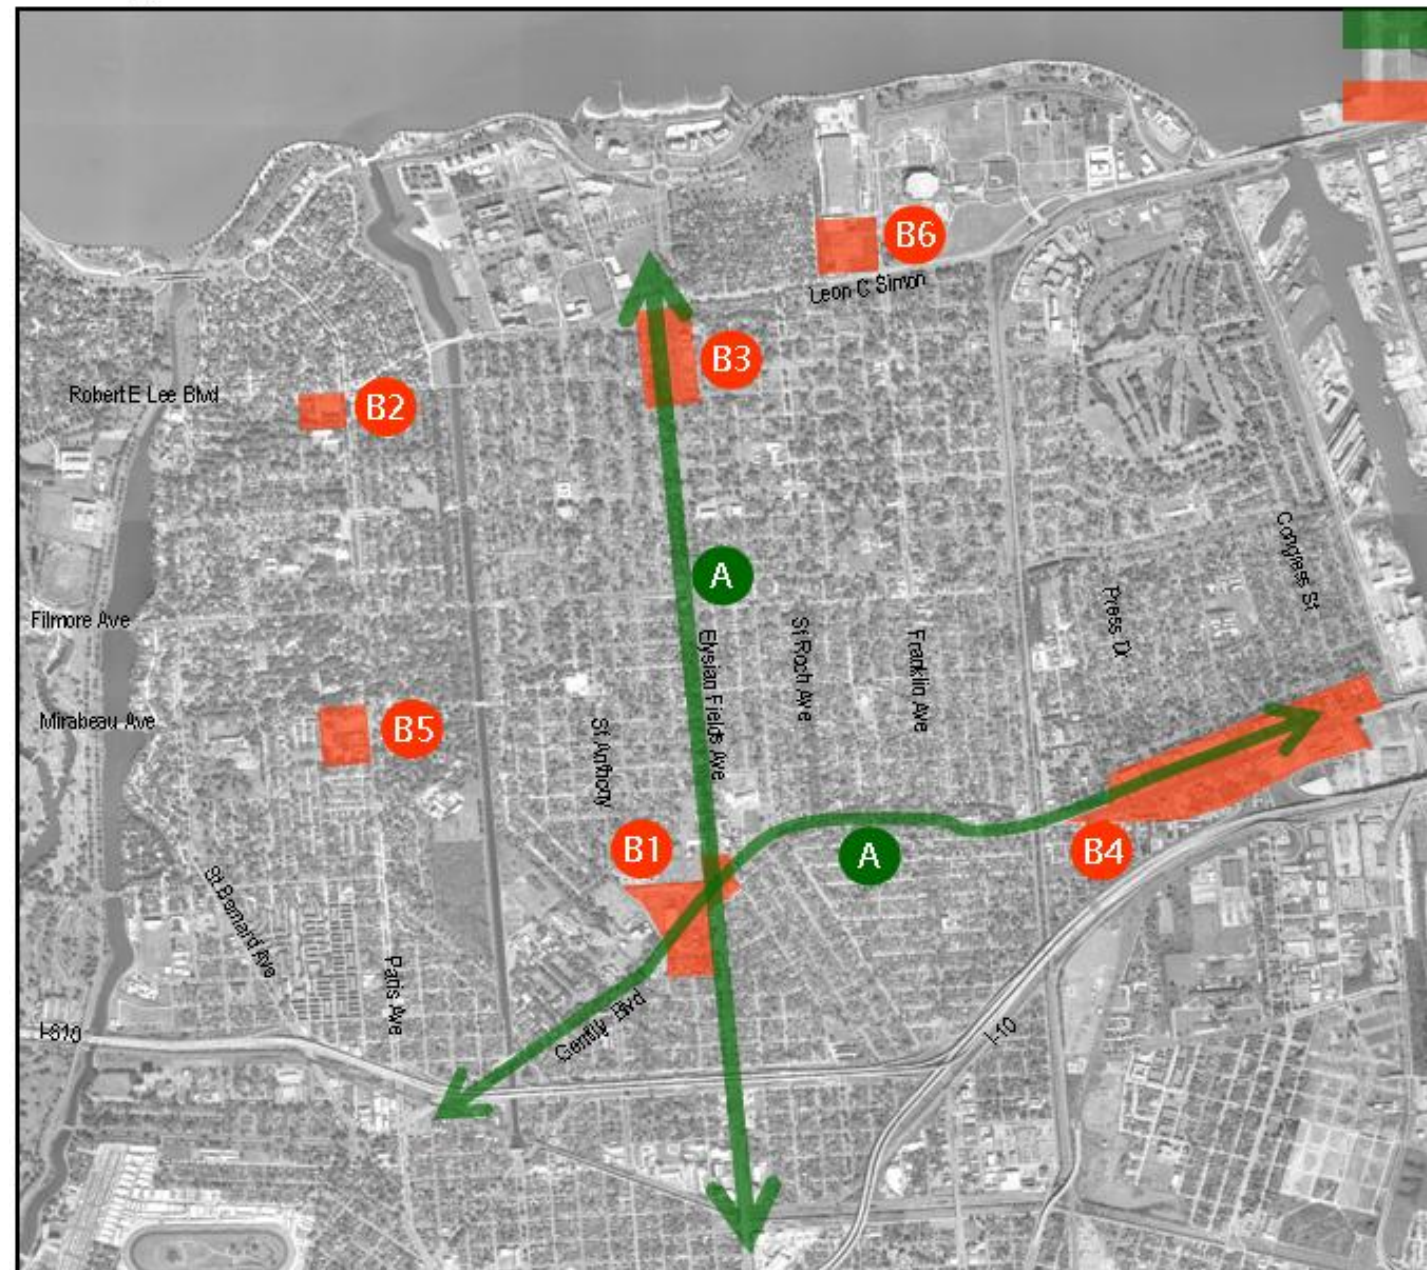 B6
Leon C Simon
B3
Robert E Lee Blvd
B2
A
Congress St
Press Dr
Filmore Ave
Elysian Fields Ave
St Roch Ave
Franklin Ave
Mirabeau Ave
B5
St Anthony
B1
A
B4
St Bernard Ave
Paris Ave
Gentilly Blvd
I-610
I-10